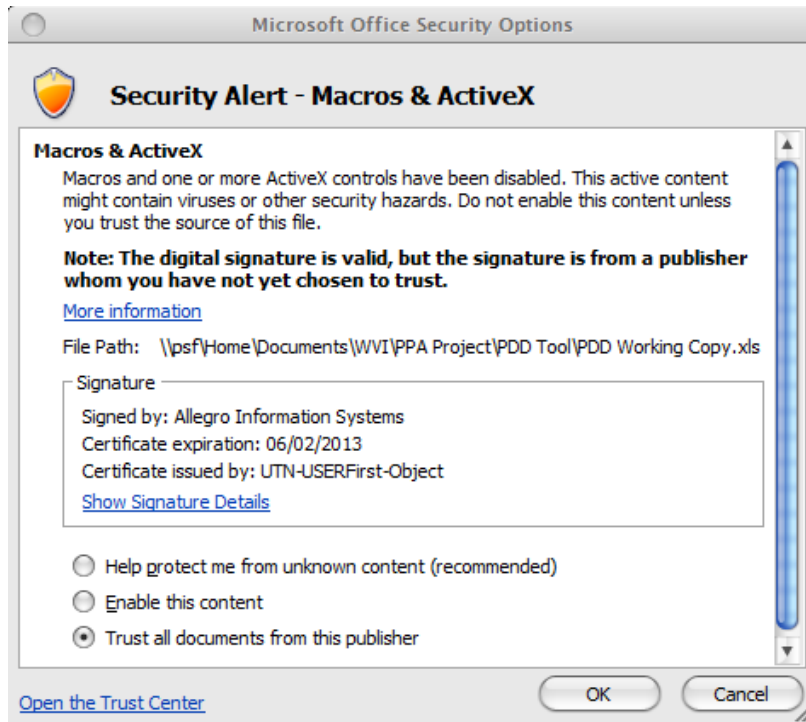 Microsoft Office Security Options
Security Alert - Macros & ActiveX
Macros & ActiveX
Macros and one or more ActiveX controls have been disabled. This active content
might contain viruses or other security hazards. Do not enable this content unless
you trust the source of this file.
Note: The digital signature is valid, but the signature is from a publisher
whom you have not yet chosen to trust.
More information
File Path: \\psf\Home\Documents\WVI\PPA Project\PDD Tool\PDD Working Copy.xls
Signature
Signed by: Allegro Information Systems
Certificate expiration: 06/02/2013
Certificate issued by: UTN-USERFirst-Object
Show Signature Details
Help protect me from unknown content (recommended)
Enable this content
Trust all documents from this publisher
Open the Trust Center
OK
Cancel